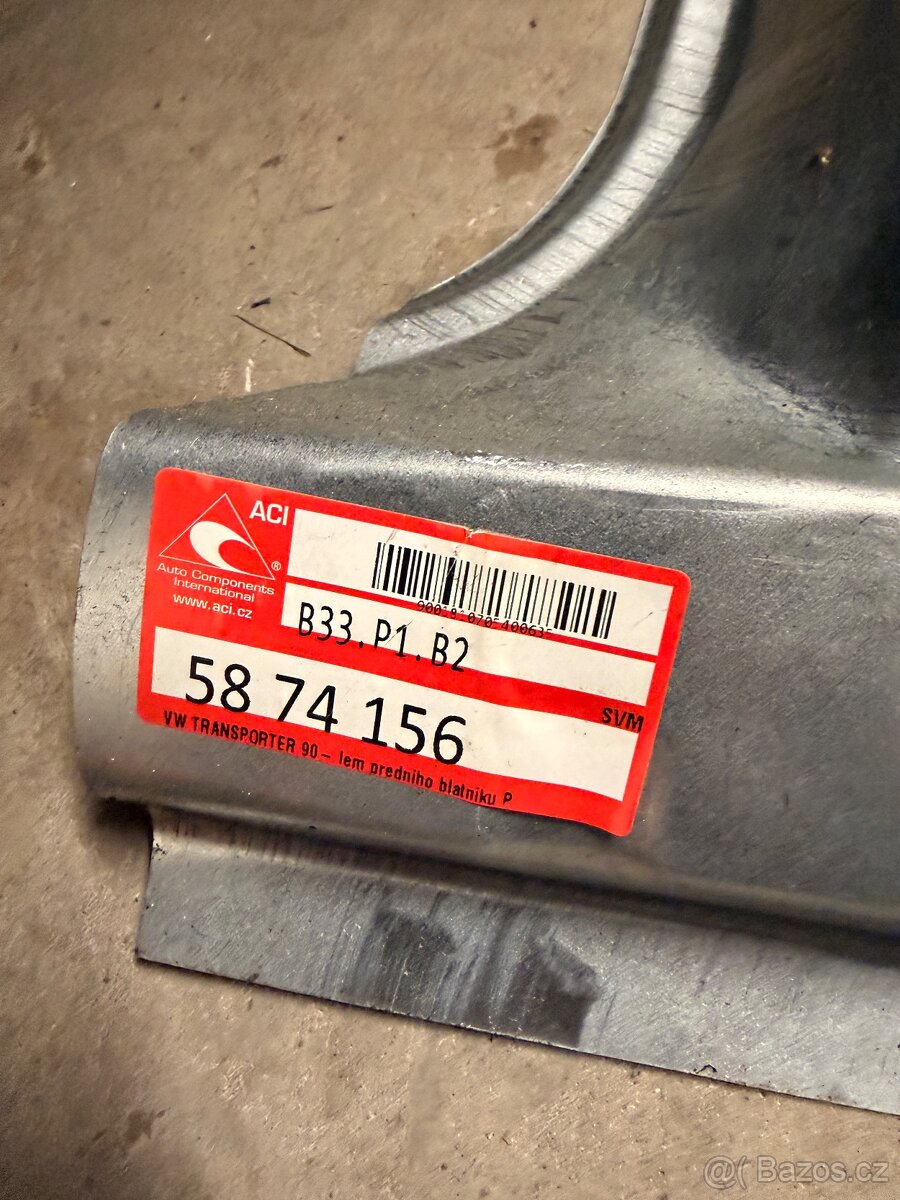 ACI
®
Auto Components
International
www.aci.cz
B33.P1.B2
58 74 156
SVM
VW TRANSPORTER 90 - lem predniho blatniku P
Bazos.cz